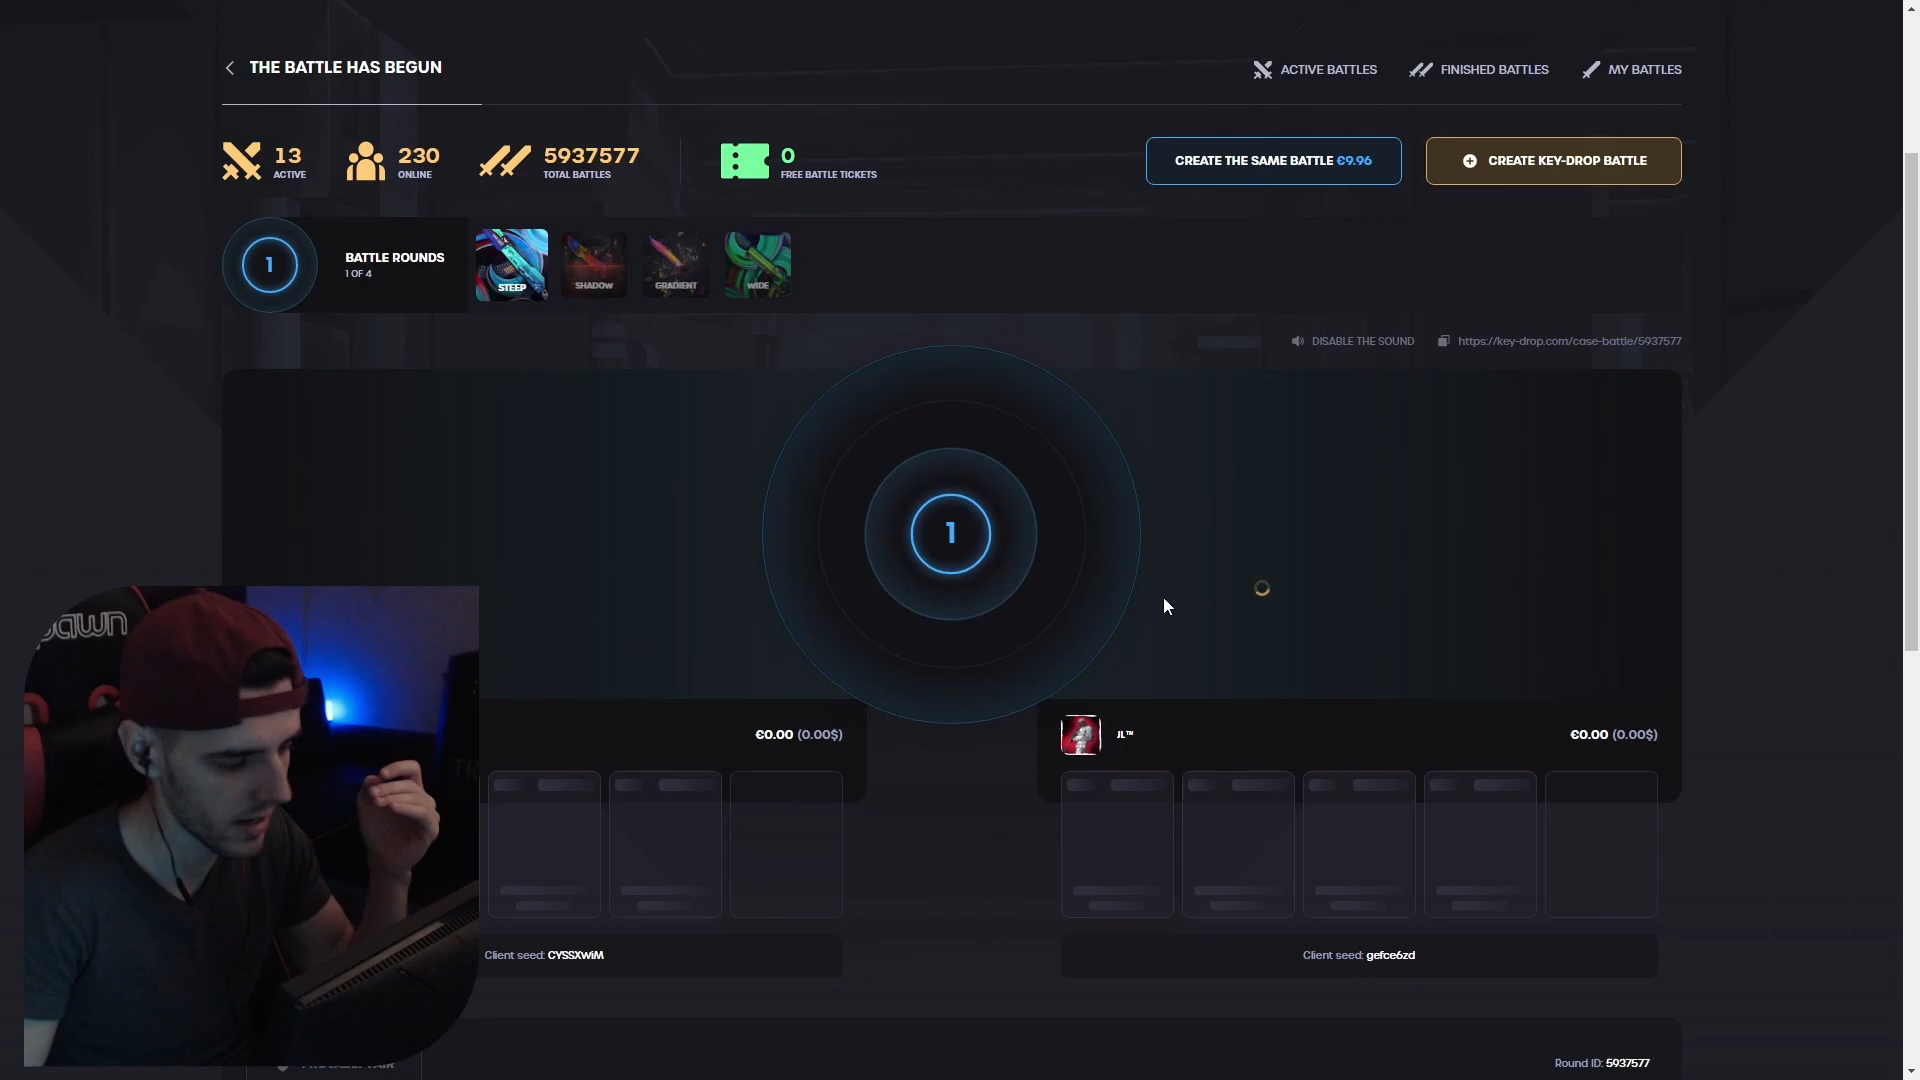 THE BATTLE HAS BEGUN
ACTIVE BATTLES
FINISHED BATTLES
MY BATTLES
13
ACTIVE
230
ONLINE
5937577
TOTAL BATTLES
0
FREE BATTLE TICKETS
CREATE THE SAME BATTLE €9.96
CREATE KEY-DROP BATTLE
1
BATTLE ROUNDS
1 OF 4
STEEP
SHADOW
GRADIENT
WIDE
DISABLE THE SOUND
https://key-drop.com/case-battle/5937577
1
€0.00 (0.00$)
JL™
€0.00 (0.00$)
Client seed: CYSSXWiM
Client seed: gefce6zd
Round ID: 5937577